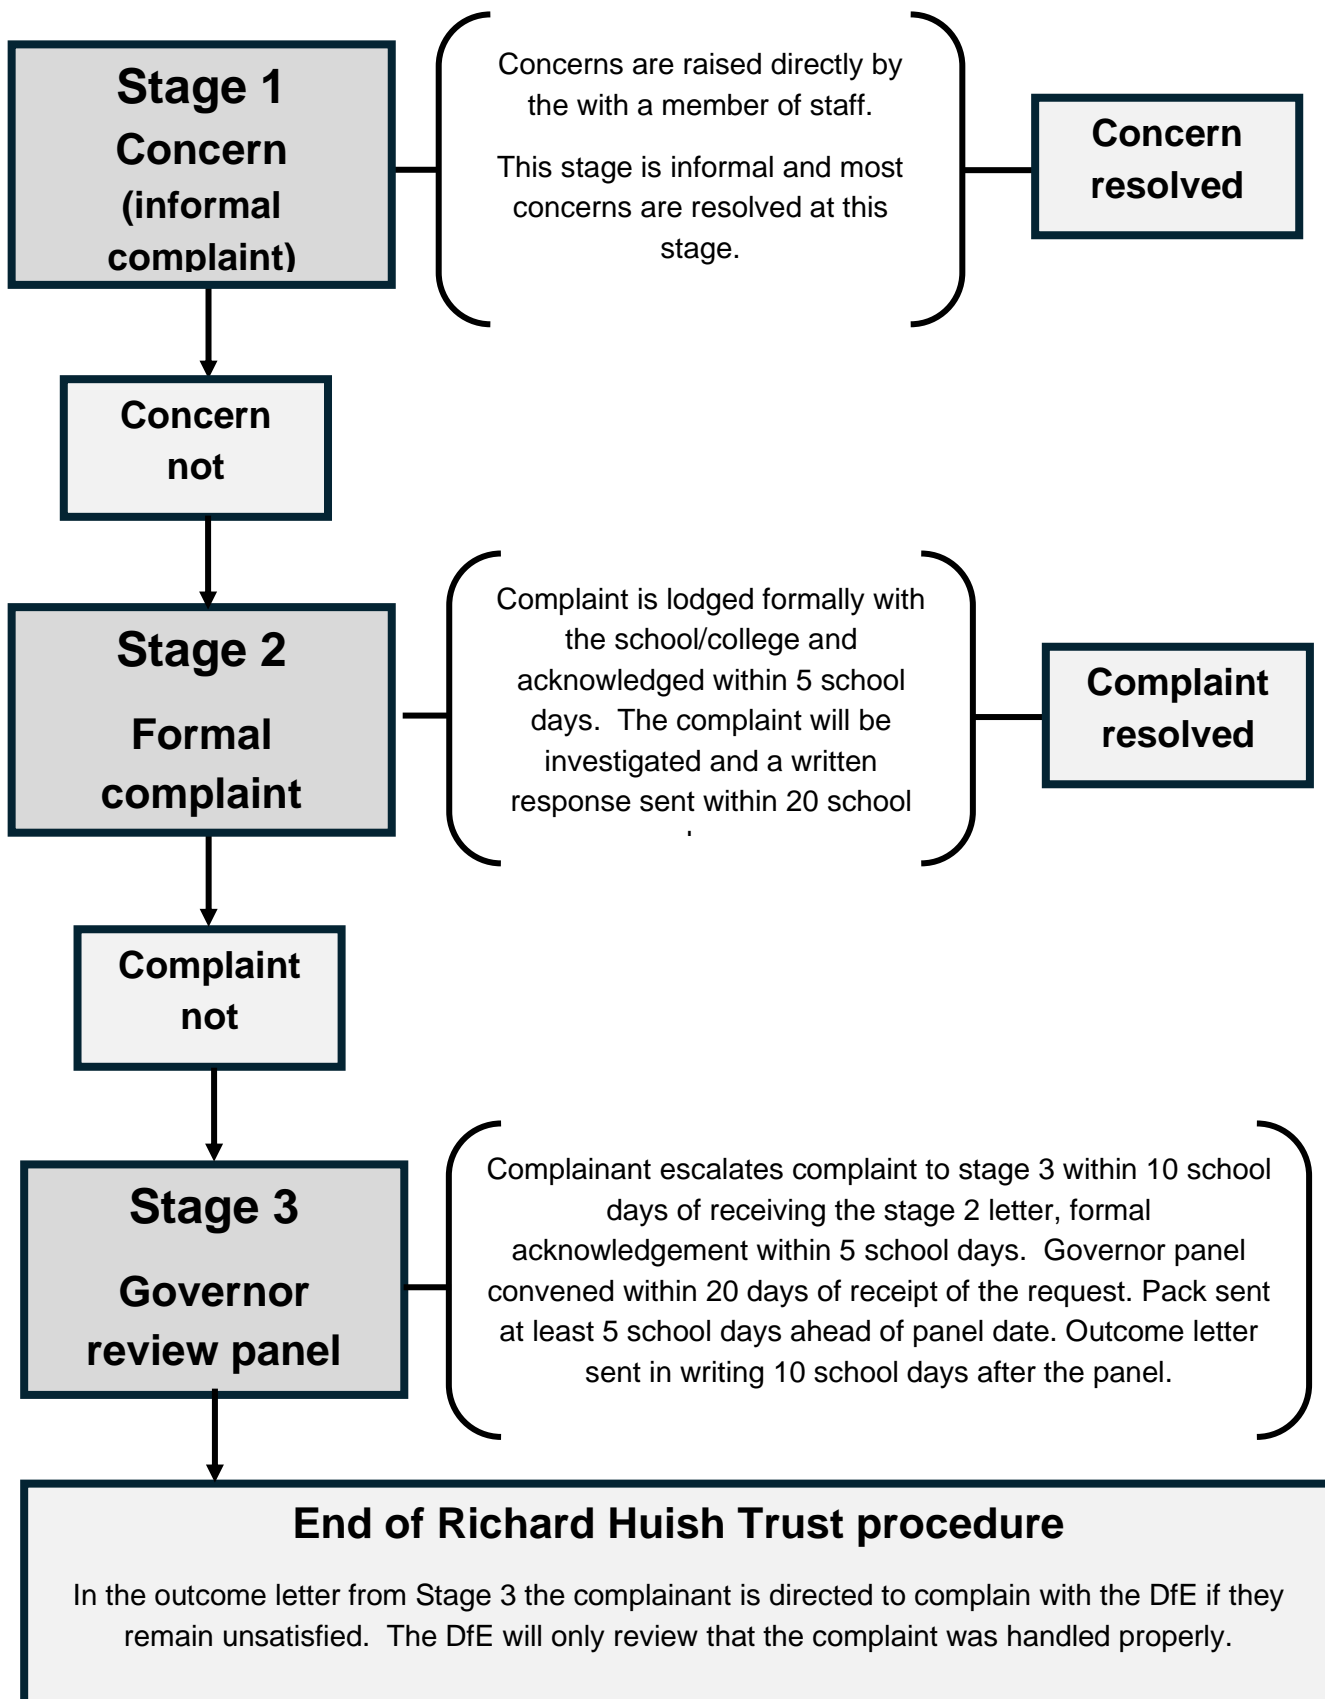 Stage 1
Concern
(informal
complaint)
Concerns are raised directly by
the with a member of staff.
This stage is informal and most
concerns are resolved at this
stage.
Concern
resolved
Concern
not
Stage 2
Formal
complaint
Complaint is lodged formally with
the school/college and
acknowledged within 5 school
days. The complaint will be
investigated and a written
response sent within 20 school
Complaint
resolved
Complaint
not
Stage 3
Governor
review panel
Complainant escalates complaint to stage 3 within 10 school
days of receiving the stage 2 letter, formal
acknowledgement within 5 school days. Governor panel
convened within 20 days of receipt of the request. Pack sent
at least 5 school days ahead of panel date. Outcome letter
sent in writing 10 school days after the panel.
End of Richard Huish Trust procedure
In the outcome letter from Stage 3 the complainant is directed to complain with the DfE if they
remain unsatisfied. The DfE will only review that the complaint was handled properly.